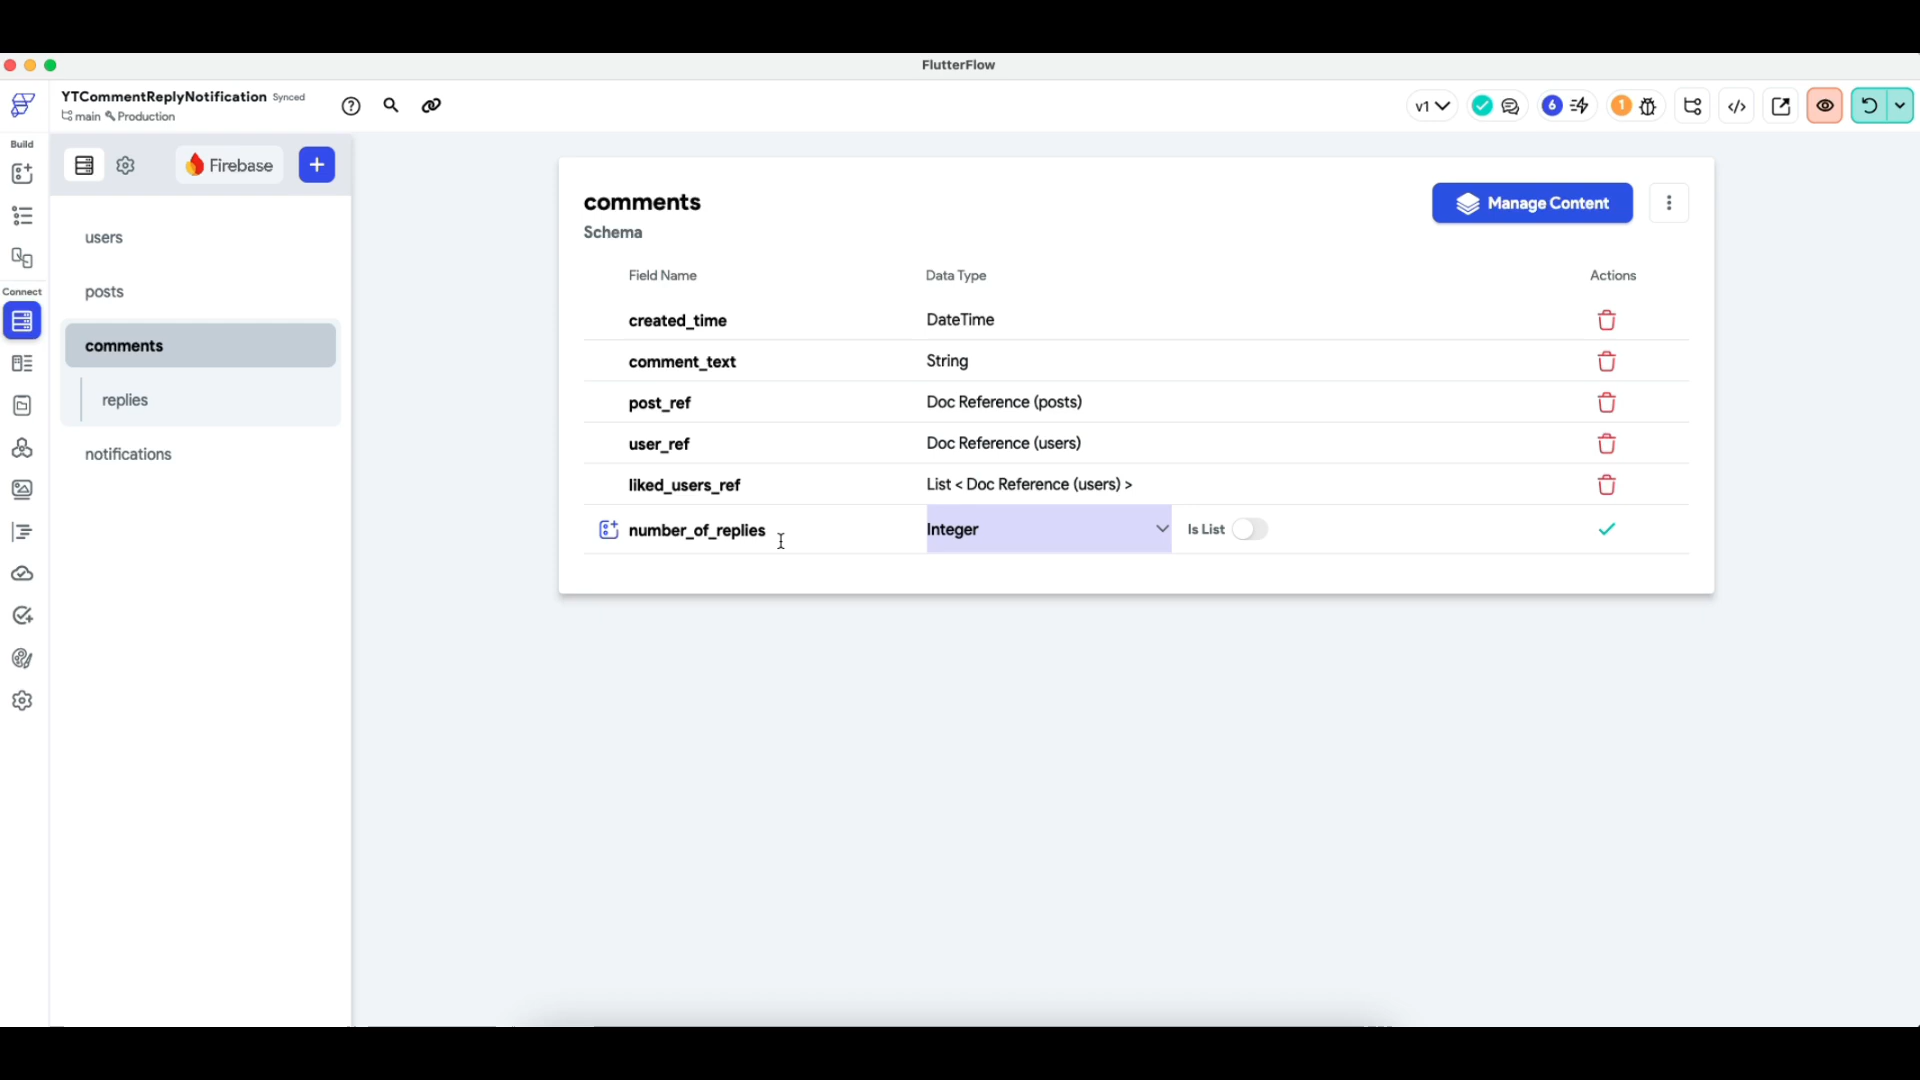 FlutterFlow
YTCommentReplyNotification Synced
main Production
v1
6
1
Build
Firebase
users
posts
Connect
comments
replies
notifications
comments
Manage Content
Schema
Field Name Data Type Actions
created_time DateTime
comment_text String
post_ref Doc Reference (posts)
user_ref Doc Reference (users)
liked_users_ref List < Doc Reference (users) >
number_of_replies Integer Is List